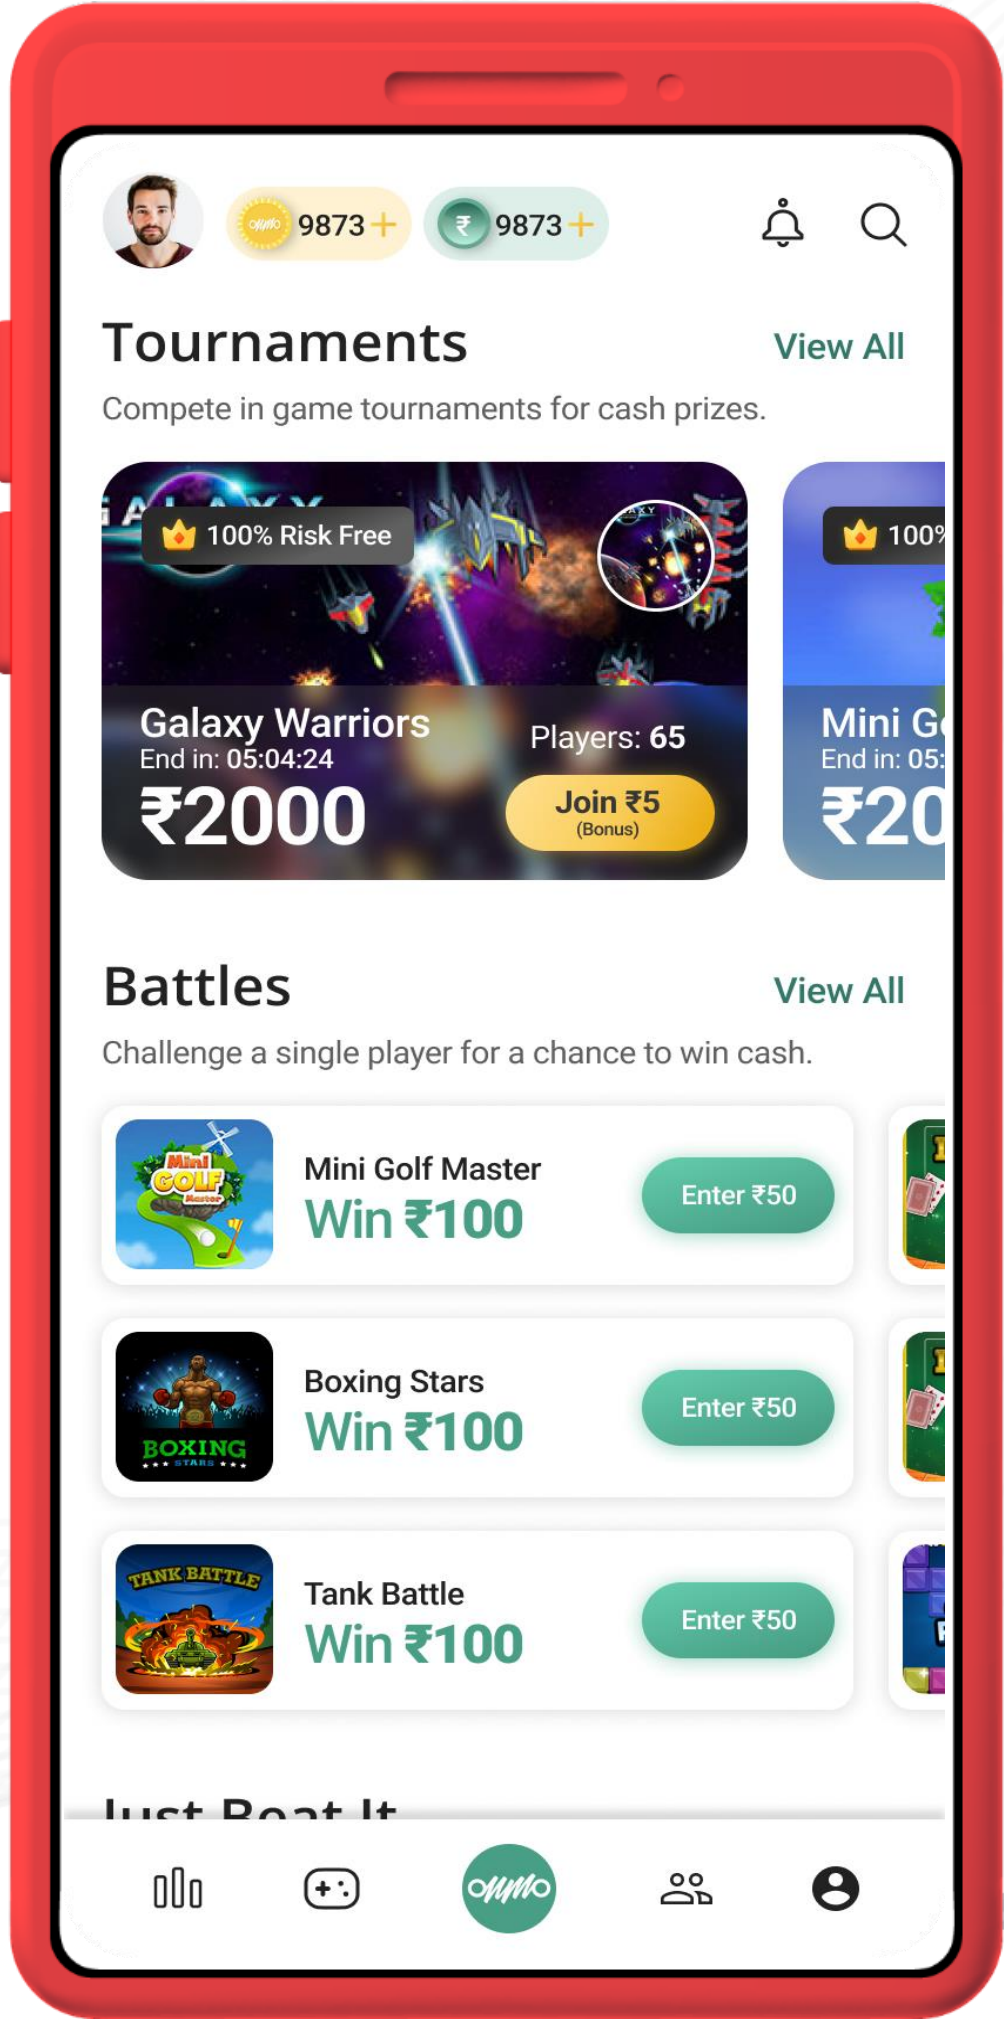 onmo 9873 +
₹ 9873 +
Tournaments
View All
Compete in game tournaments for cash prizes.
GALAXY
100% Risk Free
Galaxy Warriors
End in: 05:04:24
₹2000
Players: 65
Join ₹5
(Bonus)
100%
Mini G
End in: 05:
₹20
Battles
View All
Challenge a single player for a chance to win cash.
Mini
GOLF
Master
Mini Golf Master
Win ₹100
Enter ₹50
BOXING
STARS
Boxing Stars
Win ₹100
Enter ₹50
TANK BATTLE
Tank Battle
Win ₹100
Enter ₹50
Just Beat It
onmo